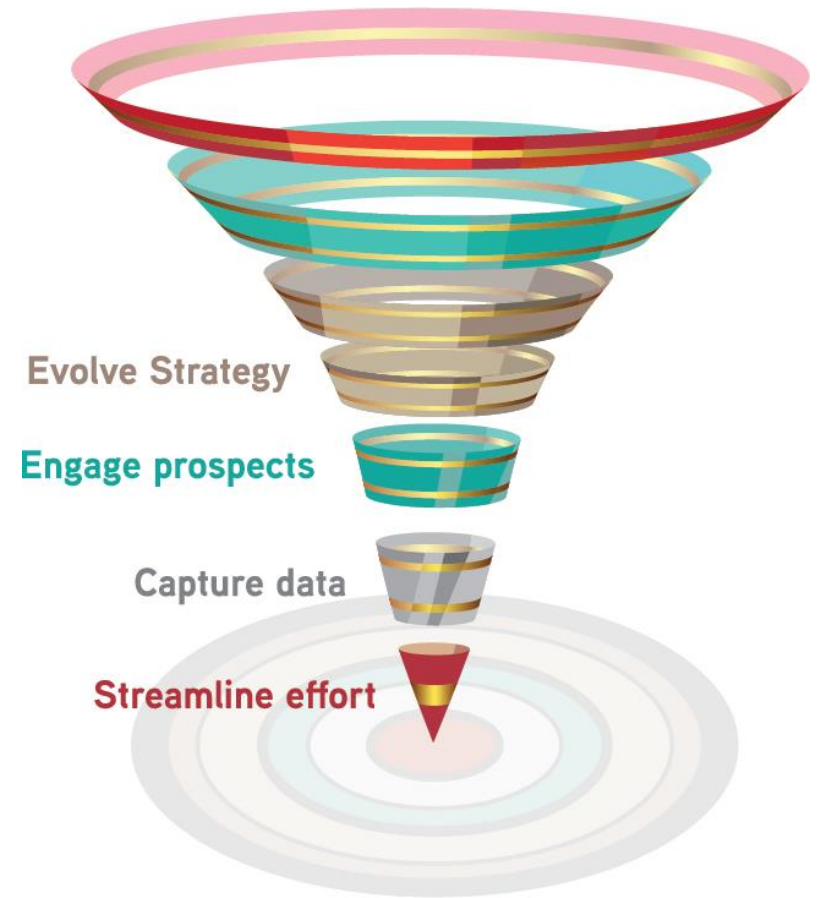 Evolve Strategy
Engage prospects
Capture data
Streamline effort